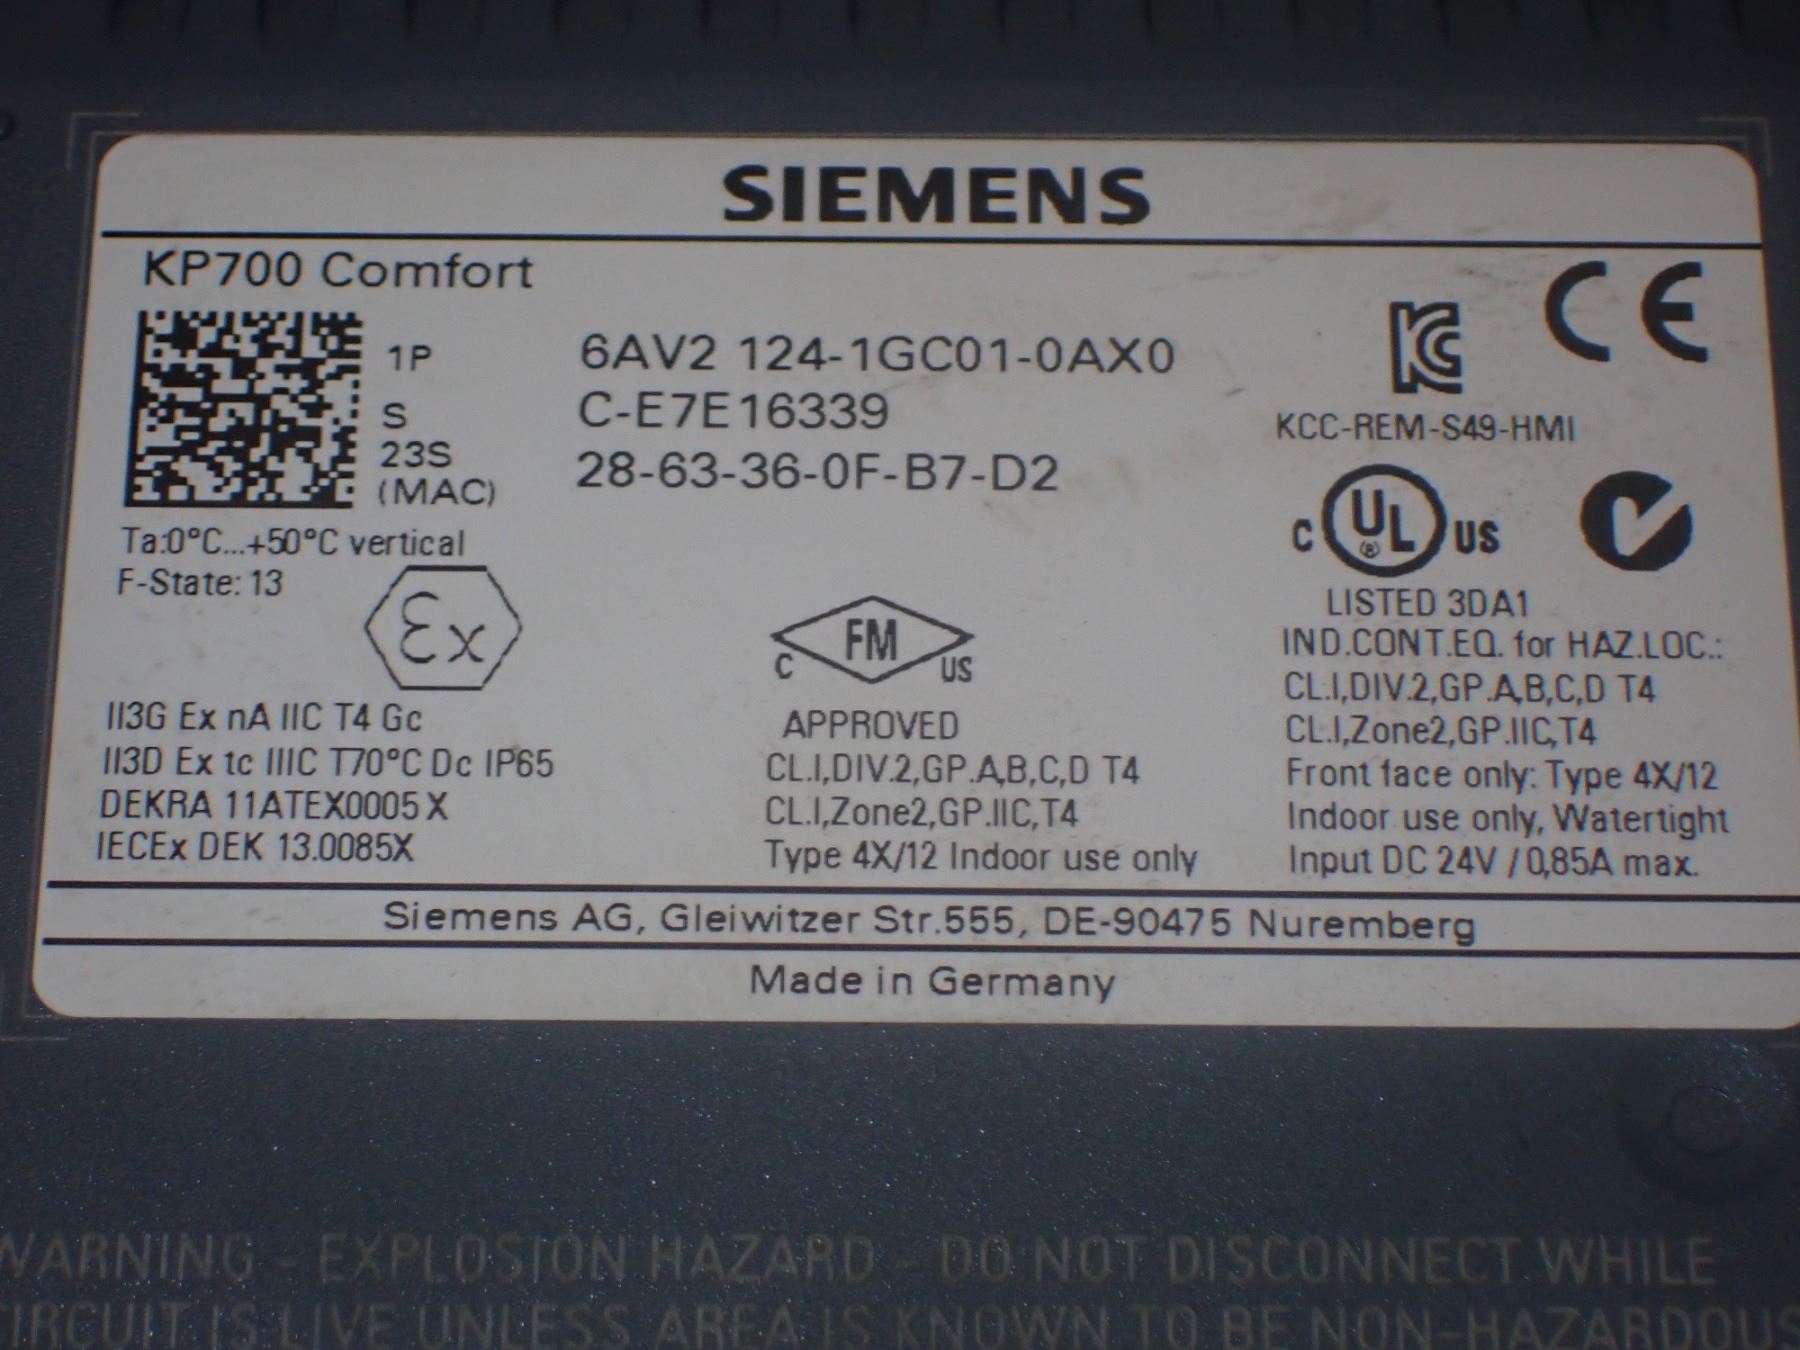 SIEMENS
KP700 Comfort
1P 6AV2 124-1GC01-0AX0
S C-E7E16339
23S
(MAC) 28-63-36-0F-B7-D2
Ta:0°C...+50°C vertical
F-State: 13
Ex
II3G Ex nA IIC T4 Gc
II3D Ex tc IIIC T70°C Dc IP65
DEKRA 11ATEX0005 X
IECEx DEK 13.0085X
C FM US
APPROVED
CL.I,DIV.2,GP.A,B,C,D T4
CL.I,Zone2,GP.IIC,T4
Type 4X/12 Indoor use only
CE
KC
KCC-REM-S49-HMI
C UL® US
LISTED 3DA1
IND.CONT.EQ. for HAZ.LOC.:
CL.I,DIV.2,GP.A,B,C,D T4
CL.I,Zone2,GP.IIC,T4
Front face only: Type 4X/12
Indoor use only, Watertight
Input DC 24V / 0,85A max.
Siemens AG, Gleiwitzer Str.555, DE-90475 Nuremberg
Made in Germany
WARNING - EXPLOSION HAZARD - DO NOT DISCONNECT WHILE
CIRCUIT IS LIVE UNLESS AREA IS KNOWN TO BE NON-HAZARDOUS